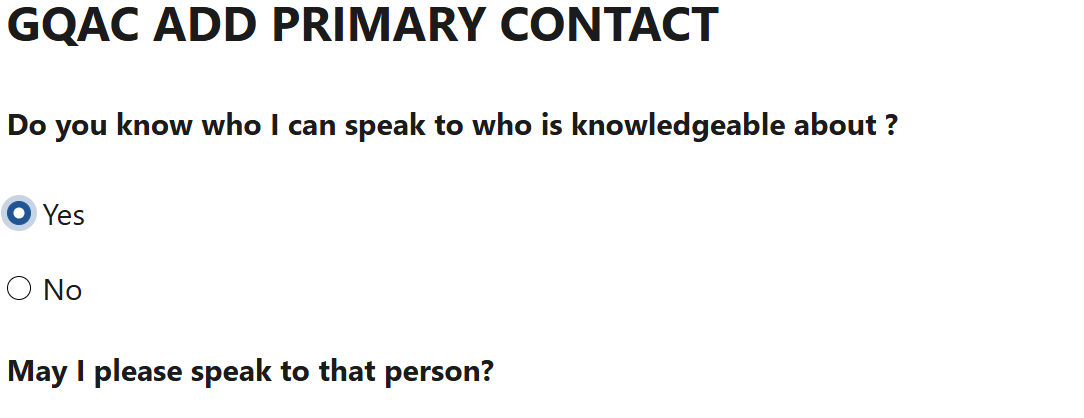 GQAC ADD PRIMARY CONTACT
Do you know who I can speak to who is knowledgeable about ?
Yes
No
May I please speak to that person?